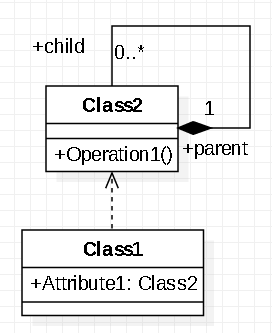 +child
0..*
Class2
1
+Operation1()
+parent
Class1
+Attribute1: Class2